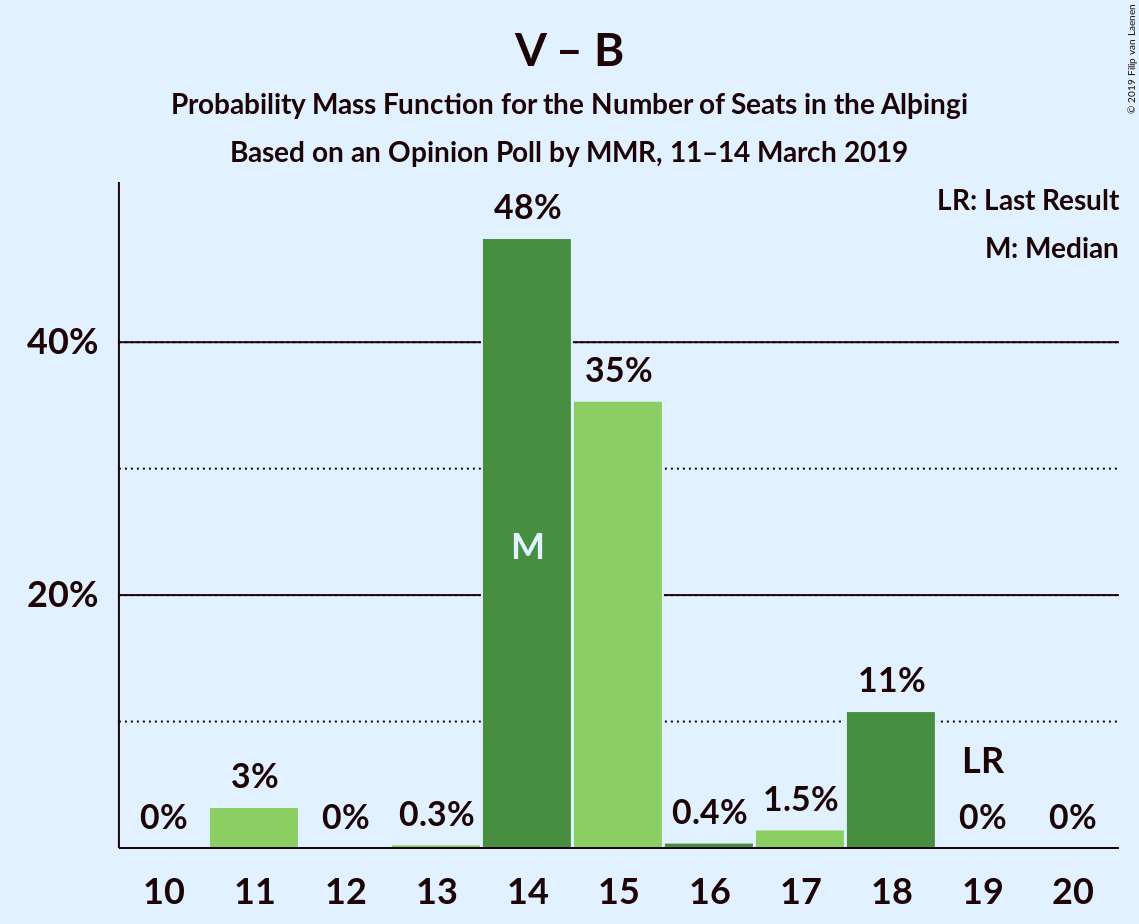 V – B
Probability Mass Function for the Number of Seats in the Alþingi
Based on an Opinion Poll by MMR, 11–14 March 2019
© 2019 Filip van Laenen
LR: Last Result
M: Median
48%
40%
35%
M
20%
11%
LR
3%
1.5%
0%
0%
0.3%
0.4%
0%
0%
10 11 12 13 14 15 16 17 18 19 20